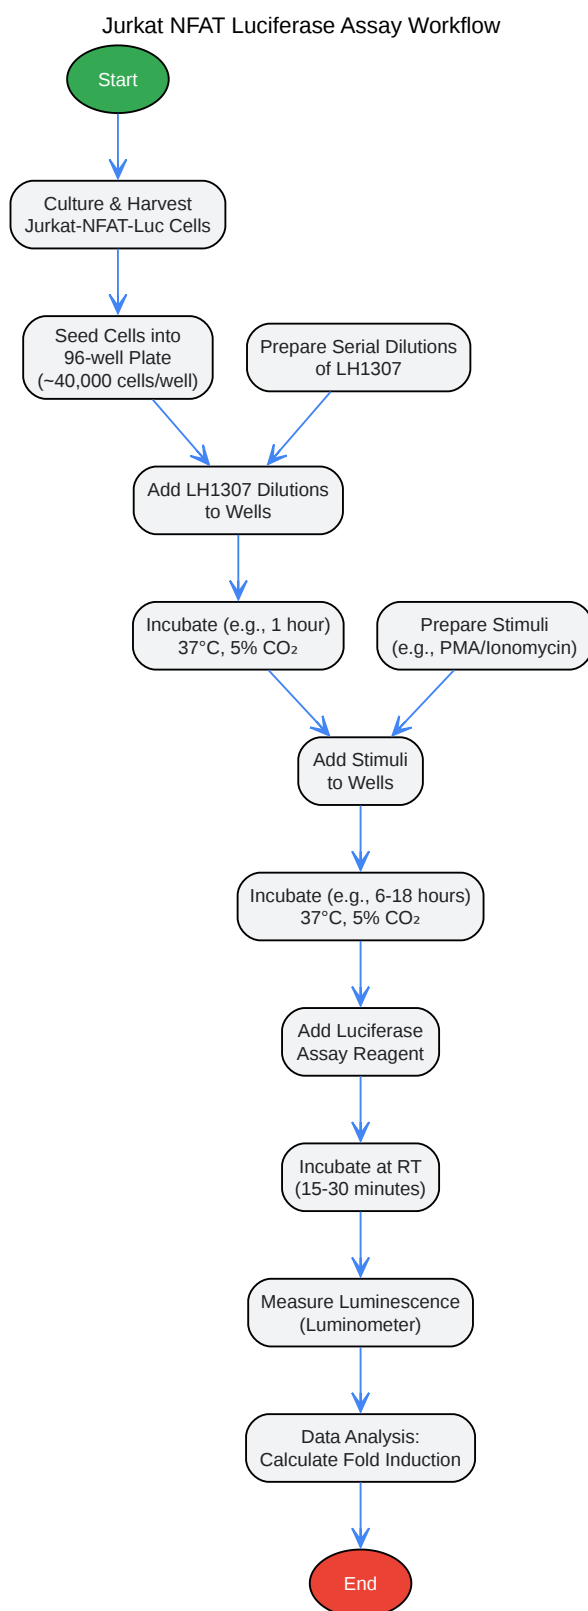 Jurkat NFAT Luciferase Assay Workflow
Start
Culture & Harvest
Jurkat-NFAT-Luc Cells
Seed Cells into
96-well Plate
(~40,000 cells/well)
Prepare Serial Dilutions
of LH1307
Add LH1307 Dilutions
to Wells
Incubate (e.g., 1 hour)
37°C, 5% CO₂
Prepare Stimuli
(e.g., PMA/Ionomycin)
Add Stimuli
to Wells
Incubate (e.g., 6-18 hours)
37°C, 5% CO₂
Add Luciferase
Assay Reagent
Incubate at RT
(15-30 minutes)
Measure Luminescence
(Luminometer)
Data Analysis:
Calculate Fold Induction
End